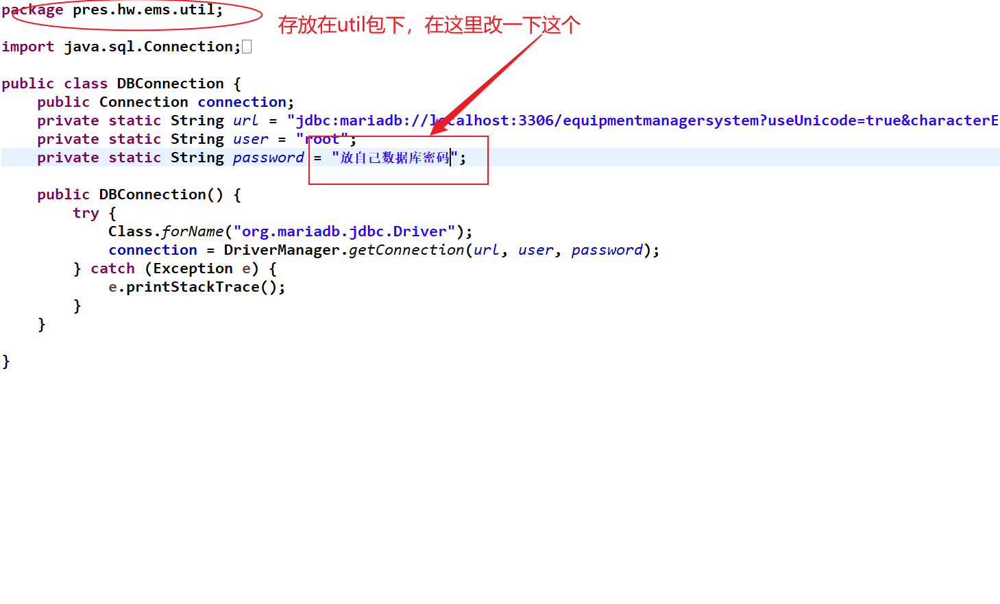 package pres.hw.ems.util;
存放在util包下，在这里改一下这个
import java.sql.Connection;
public class DBConnection {
    public Connection connection;
    private static String url = "jdbc:mariadb://localhost:3306/equipmentmanagersystem?useUnicode=true&characterE
    private static String user = "root";
    private static String password = "放自己数据库密码";
    public DBConnection() {
        try {
            Class.forName("org.mariadb.jdbc.Driver");
            connection = DriverManager.getConnection(url, user, password);
        } catch (Exception e) {
            e.printStackTrace();
        }
    }
}